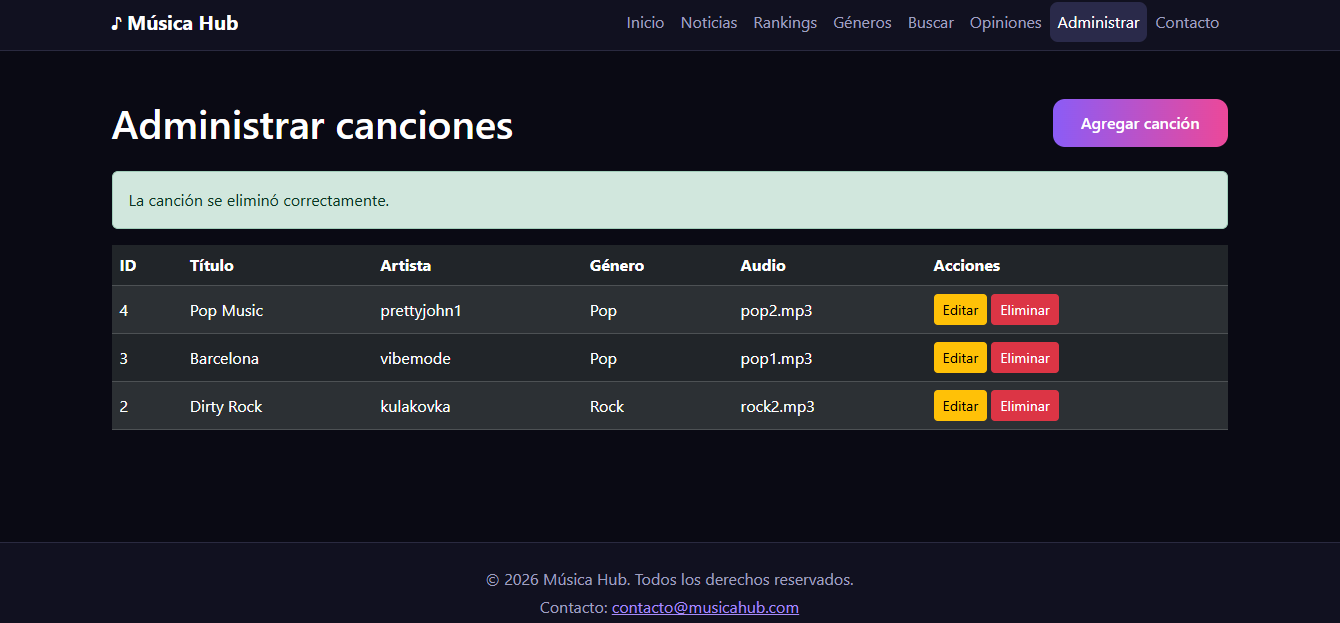 ♪ Música Hub Inicio Noticias Rankings Géneros Buscar Opiniones Administrar Contacto
Administrar canciones Agregar canción
La canción se eliminó correctamente.
ID Título Artista Género Audio Acciones
4 Pop Music prettyjohn1 Pop pop2.mp3 Editar Eliminar
3 Barcelona vibemode Pop pop1.mp3 Editar Eliminar
2 Dirty Rock kulakovka Rock rock2.mp3 Editar Eliminar
© 2026 Música Hub. Todos los derechos reservados.
Contacto: contacto@musicahub.com